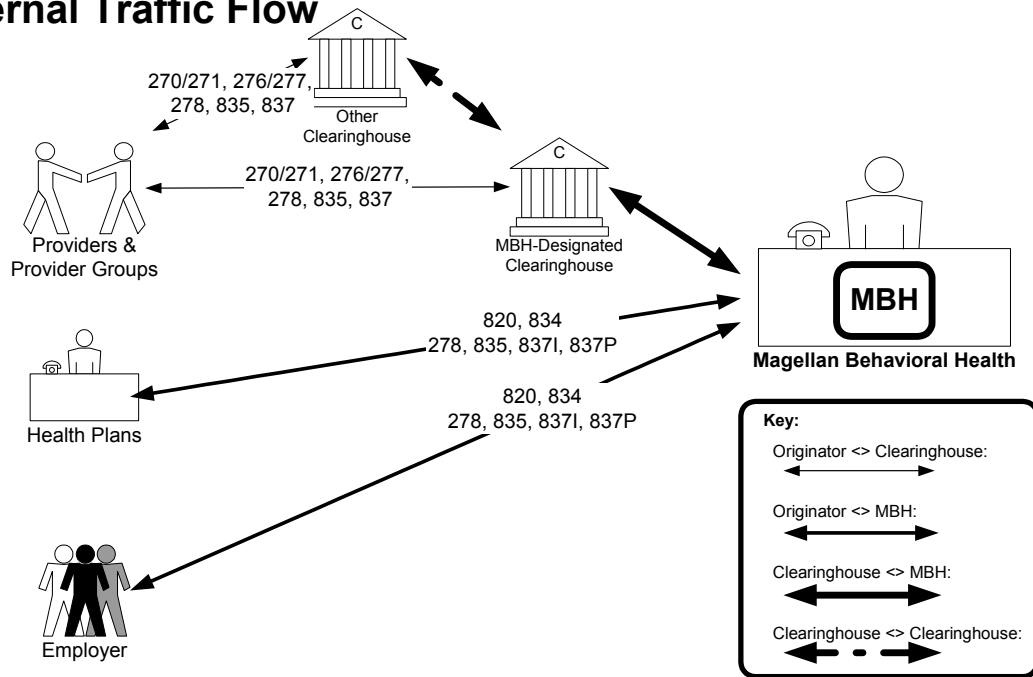 ernal Traffic Flow
C
270/271, 276/277,
278, 835, 837
Other
Clearinghouse
C
270/271, 276/277,
278, 835, 837
Providers &
Provider Groups
MBH-Designated
Clearinghouse
MBH
Magellan Behavioral Health
820, 834
278, 835, 837I, 837P
Health Plans
820, 834
278, 835, 837I, 837P
Employer
Key:
Originator <> Clearinghouse:
Originator <> MBH:
Clearinghouse <> MBH:
Clearinghouse <> Clearinghouse: